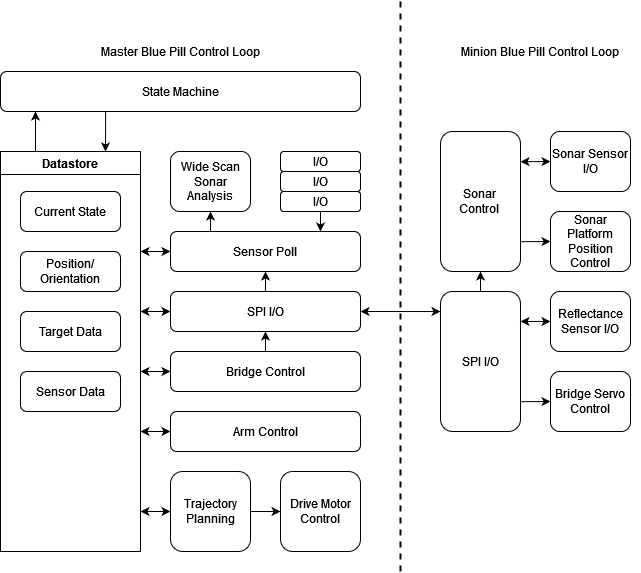 Master Blue Pill Control Loop
Minion Blue Pill Control Loop
State Machine
Datastore
Current State
Position/
Orientation
Target Data
Sensor Data
Wide Scan
Sonar
Analysis
I/O
I/O
I/O
Sensor Poll
SPI I/O
Bridge Control
Arm Control
Trajectory
Planning
Drive Motor
Control
Sonar
Control
Sonar Sensor
I/O
Sonar
Platform
Position
Control
SPI I/O
Reflectance
Sensor I/O
Bridge Servo
Control